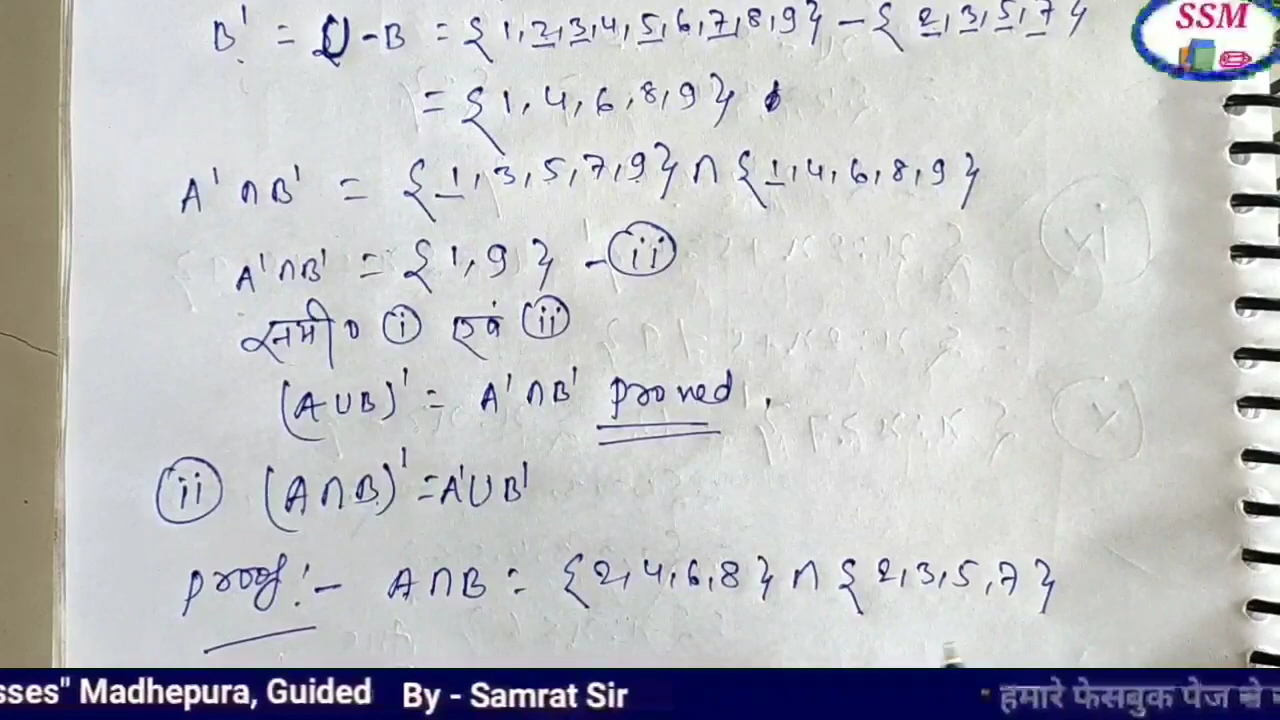 B' = U - B = {1,2,3,4,5,6,7,8,9} - {2,3,5,7}
SSM
= {1,4,6,8,9}
A' ∩ B' = {1,3,5,7,9} ∩ {1,4,6,8,9}
A' ∩ B' = {1,9} - (ii)
समी० (i) एवं (ii)
(A ∪ B)' = A' ∩ B' proved.
(ii) (A ∩ B)' = A' ∪ B'
proof:- A ∩ B = {2,4,6,8} ∩ {2,3,5,7}
sses" Madhepura, Guided By - Samrat Sir
हमारे फेसबुक पेज